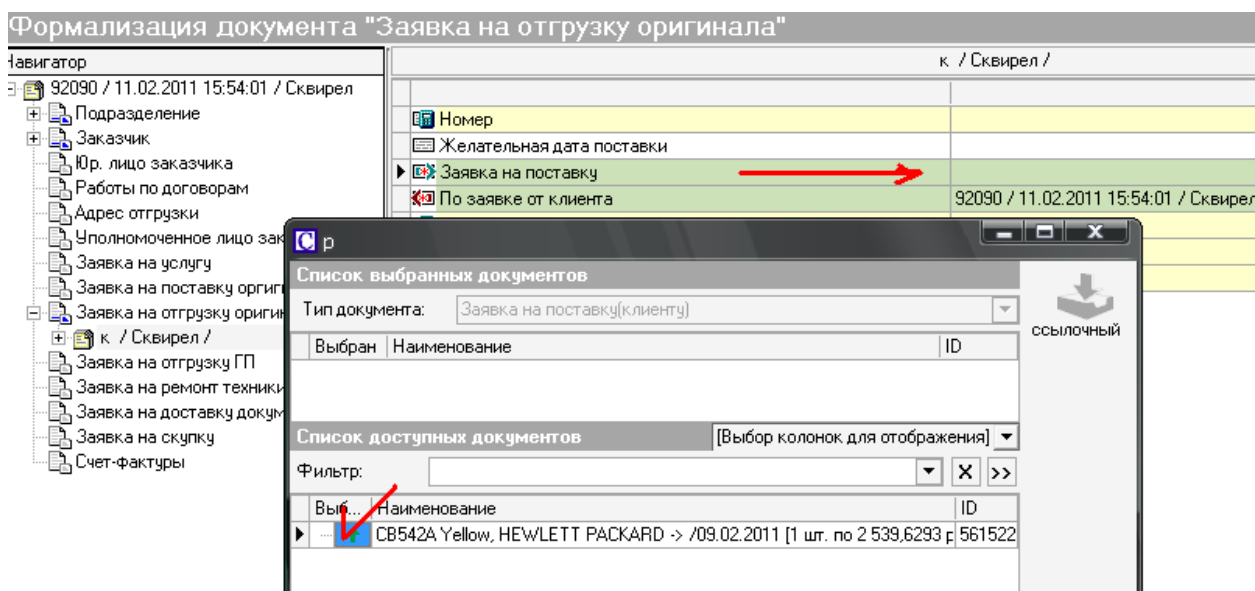 Формализация документа "Заявка на отгрузку оригинала"
Навигатор
к / Сквирел /
92090 / 11.02.2011 15:54:01 / Сквирел
Подразделение
Заказчик
Юр. лицо заказчика
Работы по договорам
Адрес отгрузки
Уполномоченное лицо зак
Заявка на услугу
Заявка на поставку оргиги
Заявка на отгрузку оригин
к / Сквирел /
Заявка на отгрузку ГП
Заявка на ремонт техники
Заявка на доставку докум
Заявка на скупку
Счет-фактуры
Номер
Желательная дата поставки
Заявка на поставку
По заявке от клиента
92090 / 11.02.2011 15:54:01 / Сквирел
р
Список выбранных документов
Тип документа: Заявка на поставку(клиенту)
ссылочный
Выбран Наименование ID
Список доступных документов [Выбор колонок для отображения]
Фильтр: X >>
Выб... Наименование ID
CB542A Yellow, HEWLETT PACKARD -> /09.02.2011 [1 шт. по 2 539,6293 р 561522